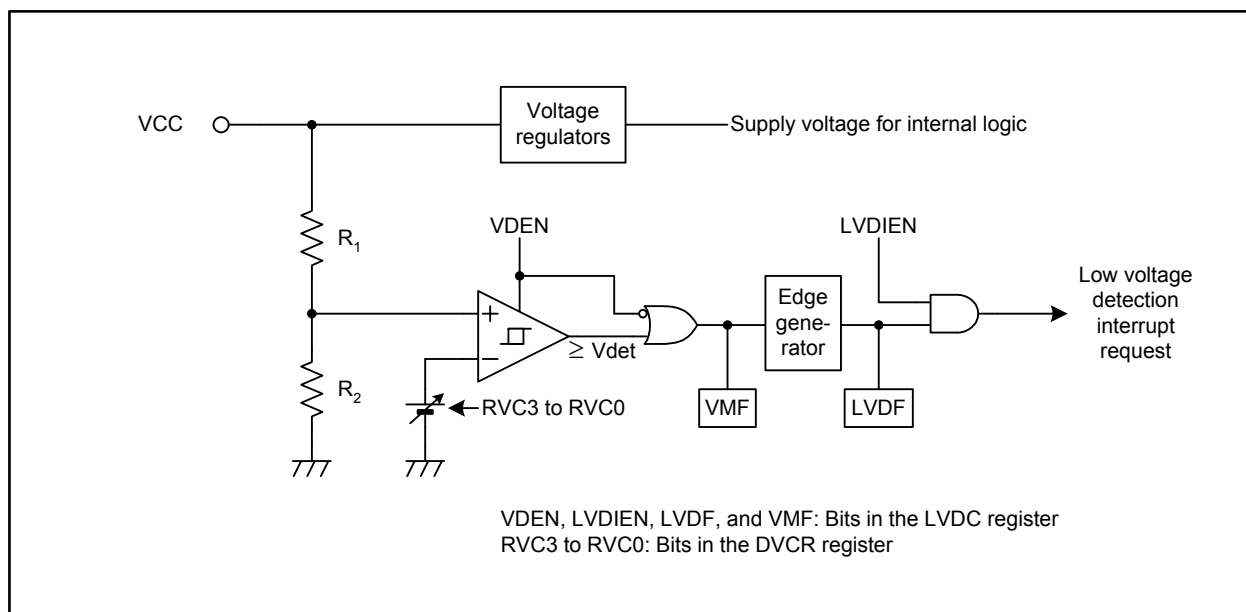 VCC
Voltage
regulators
Supply voltage for internal logic
R1
VDEN
LVDIEN
+
−
≥ Vdet
Edge
gene-
rator
Low voltage
detection
interrupt
request
R2
RVC3 to RVC0
VMF
LVDF
VDEN, LVDIEN, LVDF, and VMF: Bits in the LVDC register
RVC3 to RVC0: Bits in the DVCR register